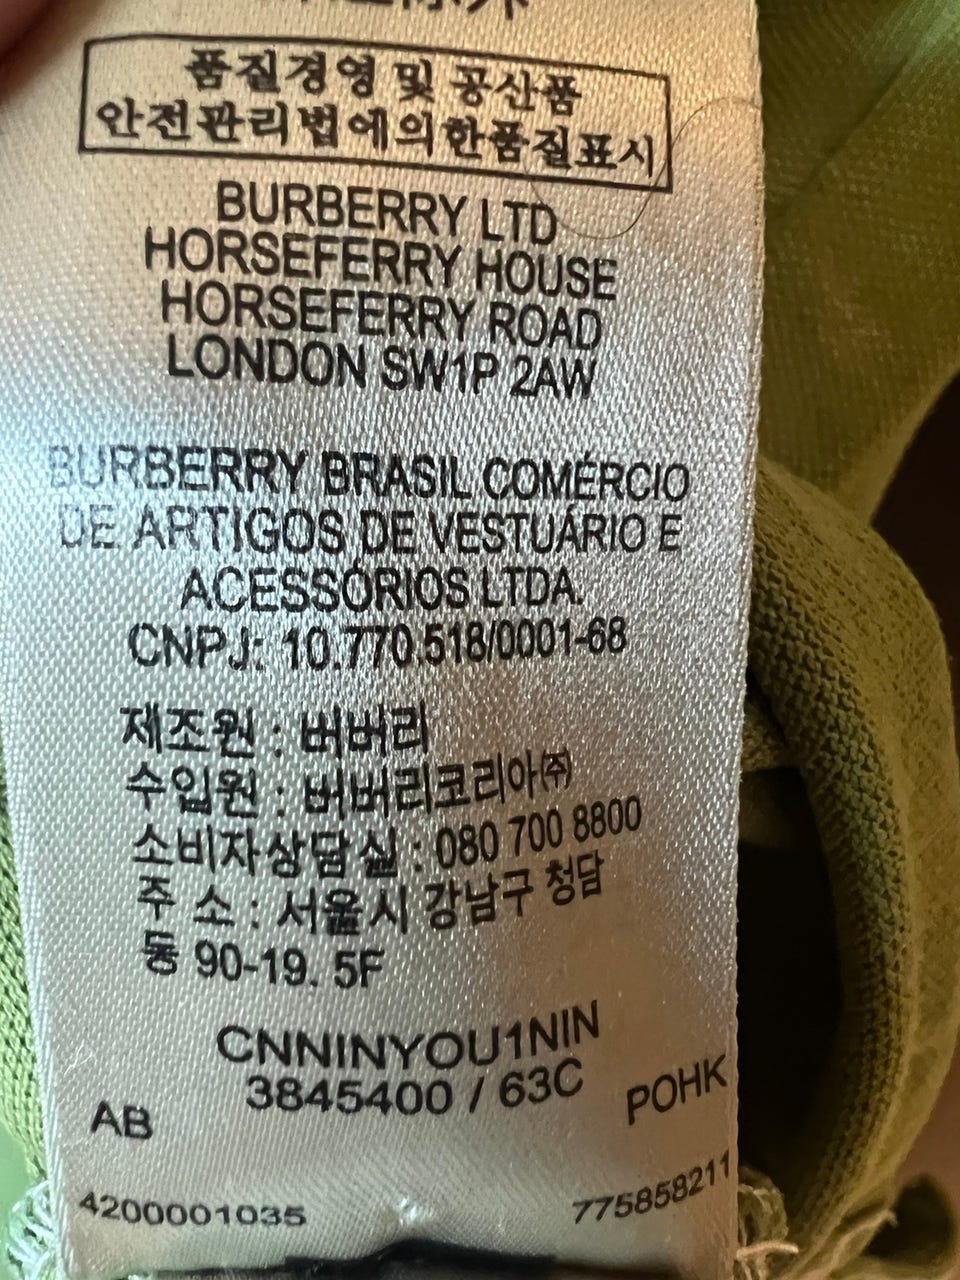 품질경영 및 공산품
안전관리법에의한품질표시
BURBERRY LTD
HORSEFERRY HOUSE
HORSEFERRY ROAD
LONDON SW1P 2AW
BURBERRY BRASIL COMÉRCIO
DE ARTIGOS DE VESTUÁRIO E
ACESSÓRIOS LTDA.
CNPJ: 10.770.518/0001-68
제조원 : 버버리
수입원 : 버버리코리아㈜
소비자상담실 : 080 700 8800
주 소 : 서울시 강남구 청담
동 90-19. 5F
CNNINYOU1NIN
3845400 / 63C
AB POHK
4200001035 775858211